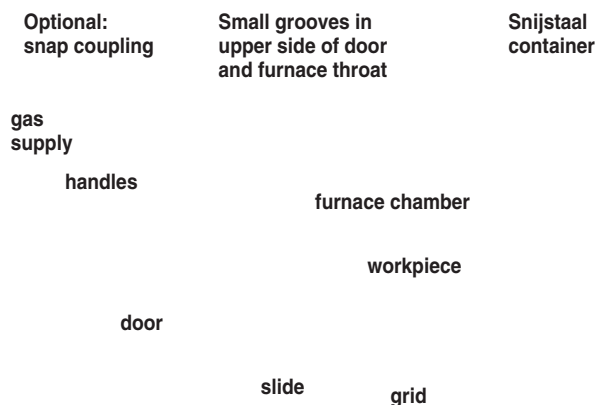 Optional:
snap coupling
Small grooves in
upper side of door
and furnace throat
Snijstaal
container
gas
supply
handles
furnace chamber
workpiece
door
slide
grid